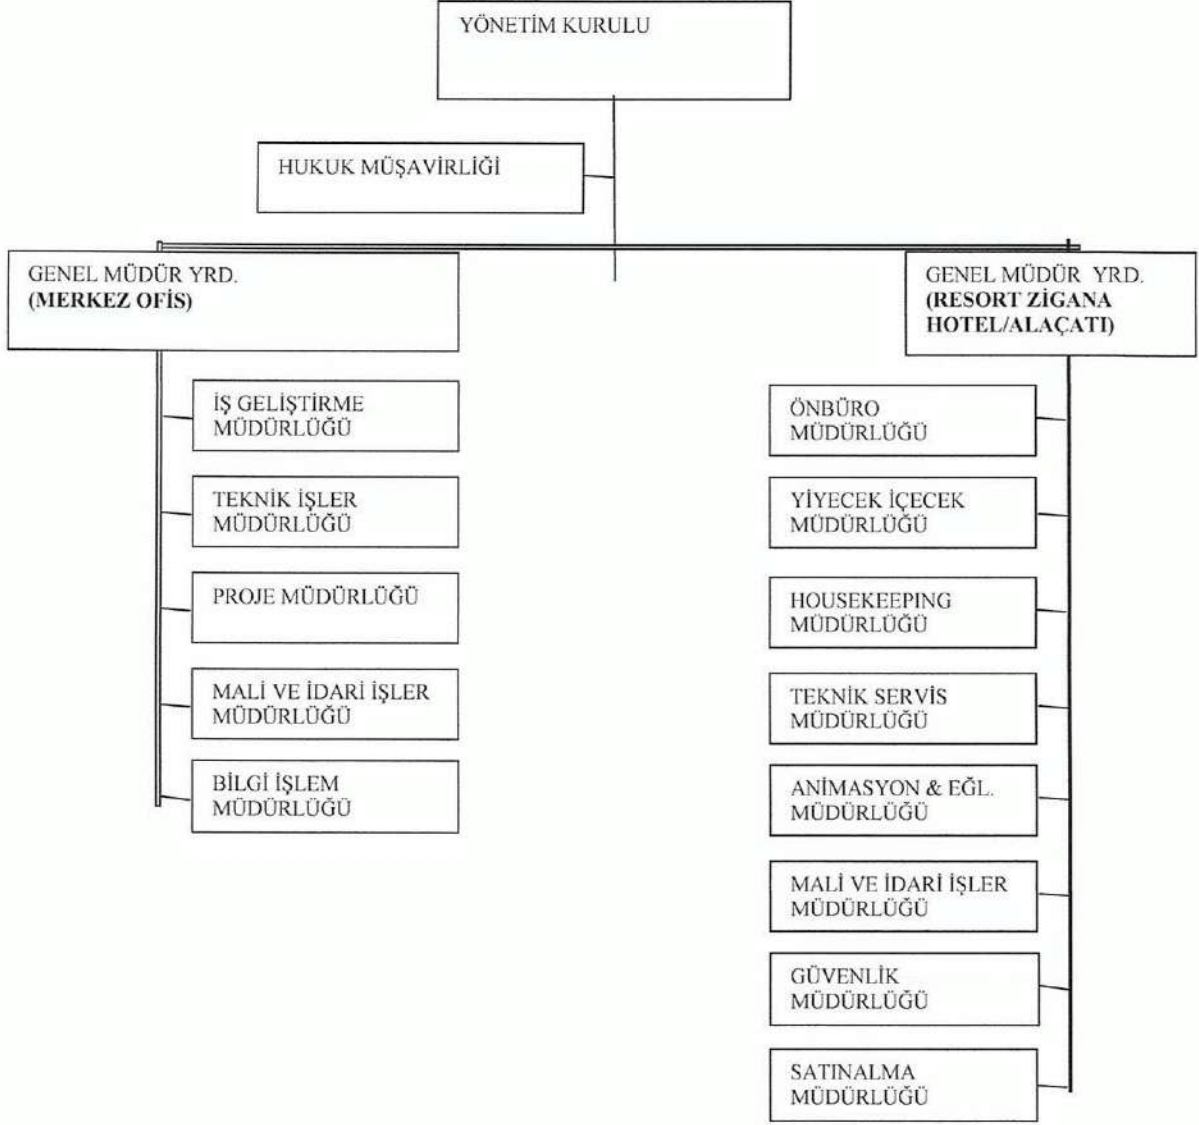 YÖNETİM KURULU
HUKUK MÜŞAVİRLİĞİ
GENEL MÜDÜR YRD.
(MERKEZ OFİS)
GENEL MÜDÜR YRD.
(RESORT ZİGANA
HOTEL/ALAÇATI)
İŞ GELİŞTİRME
MÜDÜRLÜĞÜ
TEKNİK İŞLER
MÜDÜRLÜĞÜ
PROJE MÜDÜRLÜĞÜ
MALİ VE İDARİ İŞLER
MÜDÜRLÜĞÜ
BİLGİ İŞLEM
MÜDÜRLÜĞÜ
ÖNBÜRO
MÜDÜRLÜĞÜ
YİYECEK İÇECEK
MÜDÜRLÜĞÜ
HOUSEKEEPING
MÜDÜRLÜĞÜ
TEKNİK SERVİS
MÜDÜRLÜĞÜ
ANİMASYON & EĞL.
MÜDÜRLÜĞÜ
MALİ VE İDARİ İŞLER
MÜDÜRLÜĞÜ
GÜVENLİK
MÜDÜRLÜĞÜ
SATINALMA
MÜDÜRLÜĞÜ